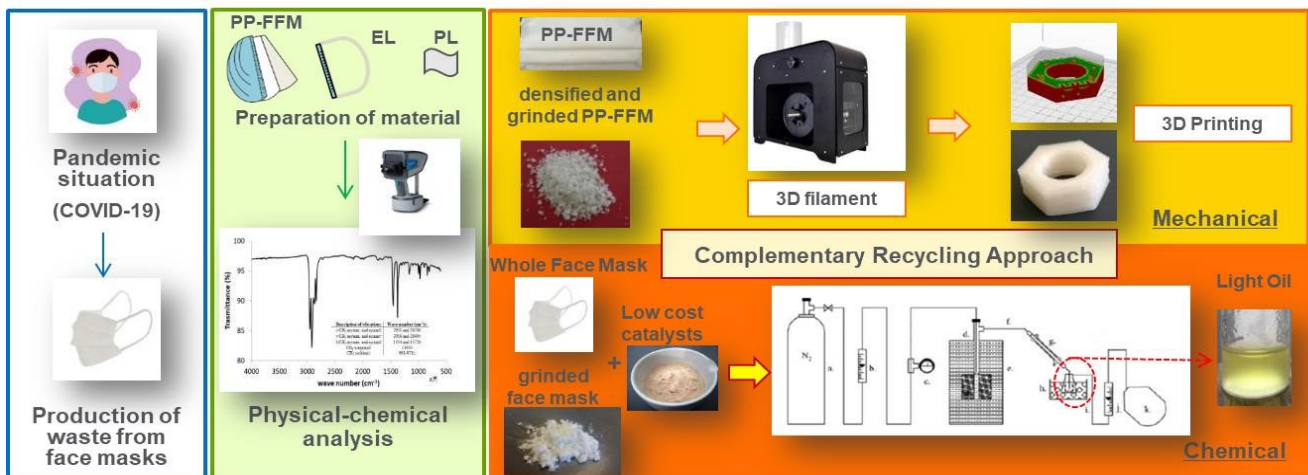 Pandemic
situation
(COVID-19)
Production of
waste from
face masks
PP-FFM
EL
PL
Preparation of material
Trasmittance (%)
100
95
90
85
80
4000
3500
3000
2500
2000
1500
1000
500
wave number (cm⁻¹)
Physical-chemical
analysis
PP-FFM
densified and
grinded PP-FFM
3D filament
3D Printing
Mechanical
Complementary Recycling Approach
Whole Face Mask
+
Low cost
catalysts
grinded
face mask
N2
a.
b.
c.
d.
e.
f.
g.
h.
i.
j.
k.
Light Oil
Chemical